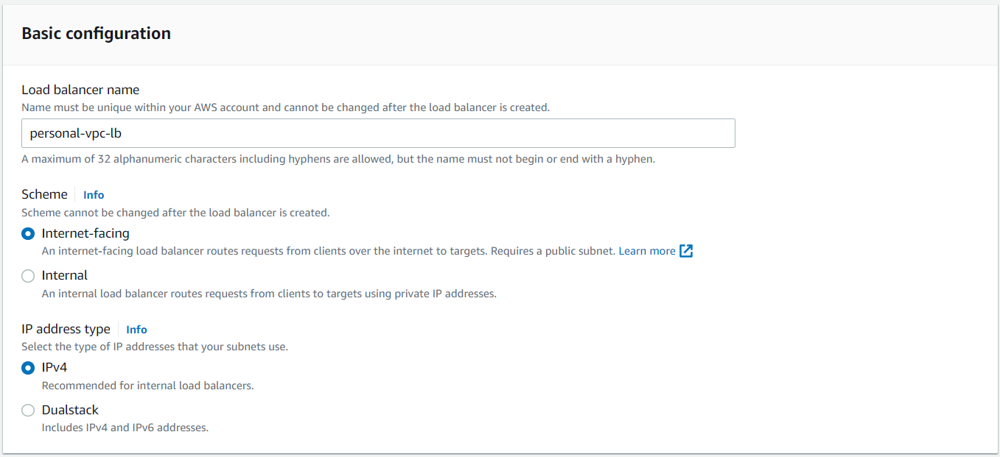 Basic configuration
Load balancer name
Name must be unique within your AWS account and cannot be changed after the load balancer is created.
personal-vpc-lb
A maximum of 32 alphanumeric characters including hyphens are allowed, but the name must not begin or end with a hyphen.
Scheme Info
Scheme cannot be changed after the load balancer is created.
Internet-facing
An internet-facing load balancer routes requests from clients over the internet to targets. Requires a public subnet. Learn more
Internal
An internal load balancer routes requests from clients to targets using private IP addresses.
IP address type Info
Select the type of IP addresses that your subnets use.
IPv4
Recommended for internal load balancers.
Dualstack
Includes IPv4 and IPv6 addresses.